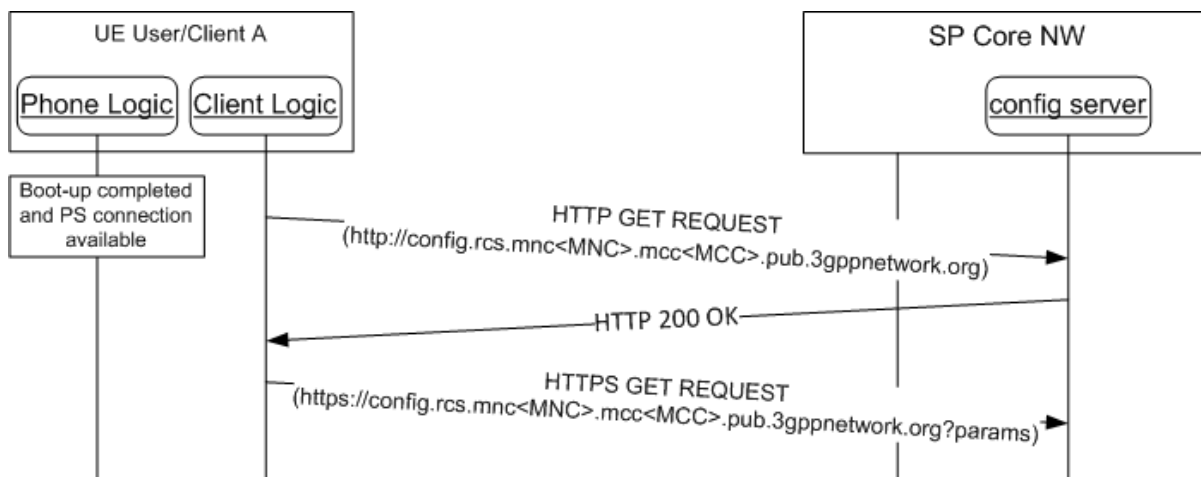 UE User/Client A
SP Core NW
Phone Logic
Client Logic
config server
Boot-up completed
and PS connection
available
HTTP GET REQUEST
(http://config.rcs.mnc<MNC>.mcc<MCC>.pub.3gppnetwork.org)
HTTP 200 OK
HTTPS GET REQUEST
(https://config.rcs.mnc<MNC>.mcc<MCC>.pub.3gppnetwork.org?params)